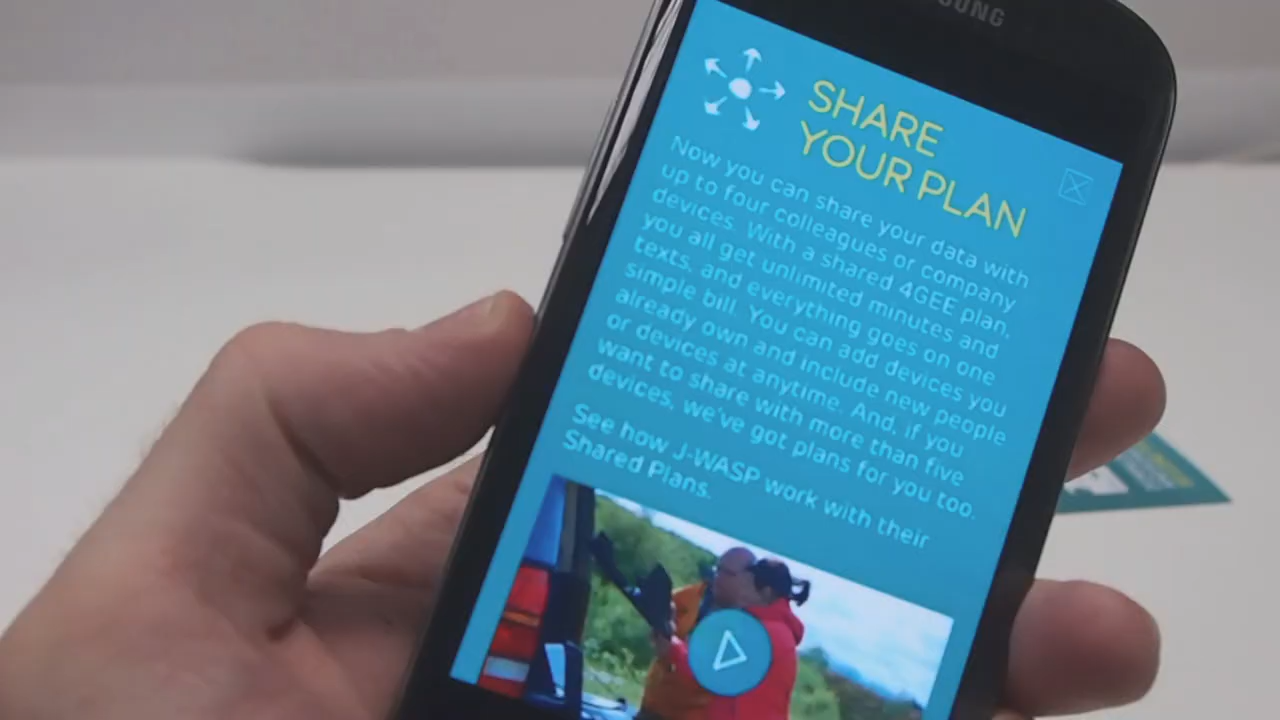 SHARE
YOUR PLAN
Now you can share your data with
up to four colleagues or company
devices. With a shared 4GEE plan,
you all get unlimited minutes and
texts, and everything goes on one
simple bill. You can add devices you
already own and include new people
or devices at anytime. And, if you
want to share with more than five
devices, we've got plans for you too.
See how J-WASP work with their
Shared Plans.